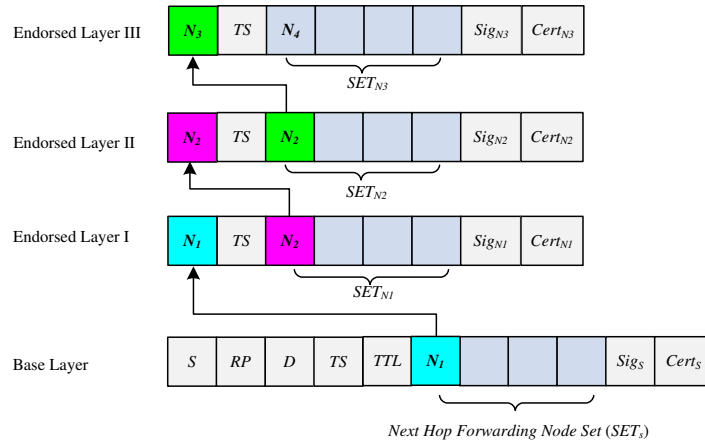 Endorsed Layer III N3 TS N4 SigN3 CertN3
SETN3
Endorsed Layer II N2 TS N2 SigN2 CertN2
SETN2
Endorsed Layer I N1 TS N2 SigN1 CertN1
SETN1
Base Layer S RP D TS TTL N1 SigS CertS
Next Hop Forwarding Node Set (SETs)